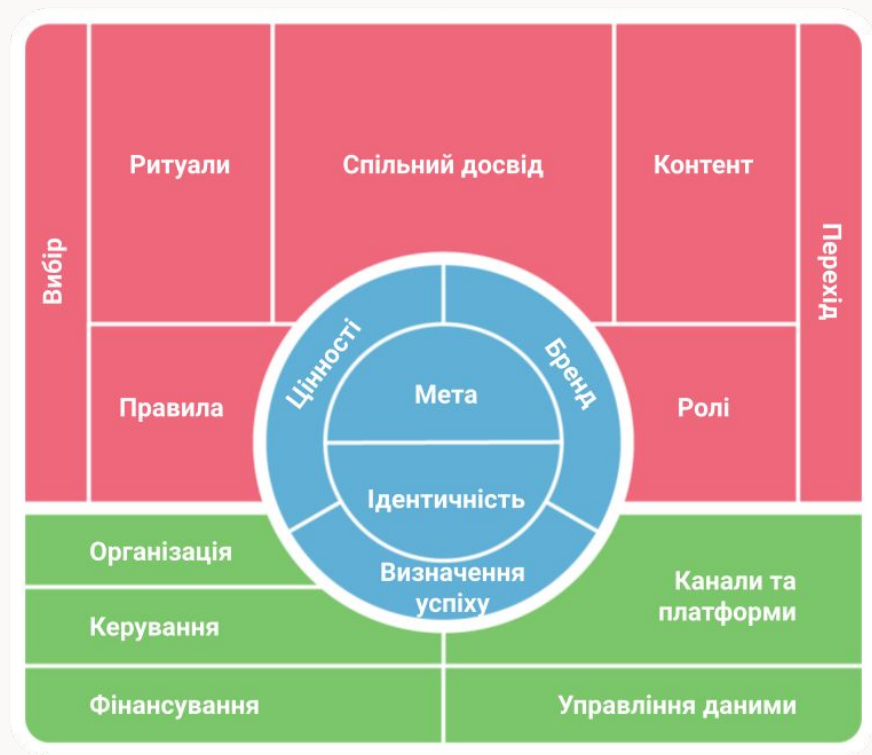 Ритуали
Спільний досвід
Контент
Вибір
Перехід
Цінності
Бренд
Мета
Правила
Ролі
Ідентичність
Організація
Визначення
успіху
Канали та
платформи
Керування
Фінансування
Управління даними